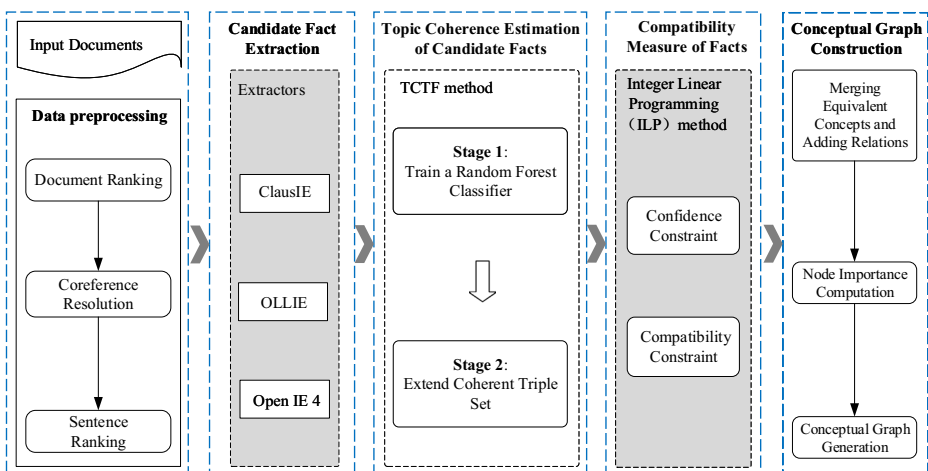 Input Documents
Data preprocessing
Document Ranking
Coreference
Resolution
Sentence
Ranking
Candidate Fact
Extraction
Extractors
ClausIE
OLLIE
Open IE 4
Topic Coherence Estimation
of Candidate Facts
TCTF method
Stage 1:
Train a Random Forest
Classifier
Stage 2:
Extend Coherent Triple
Set
Compatibility
Measure of Facts
Integer Linear
Programming
（ILP）method
Confidence
Constraint
Compatibility
Constraint
Conceptual Graph
Construction
Merging
Equivalent
Concepts and
Adding Relations
Node Importance
Computation
Conceptual Graph
Generation